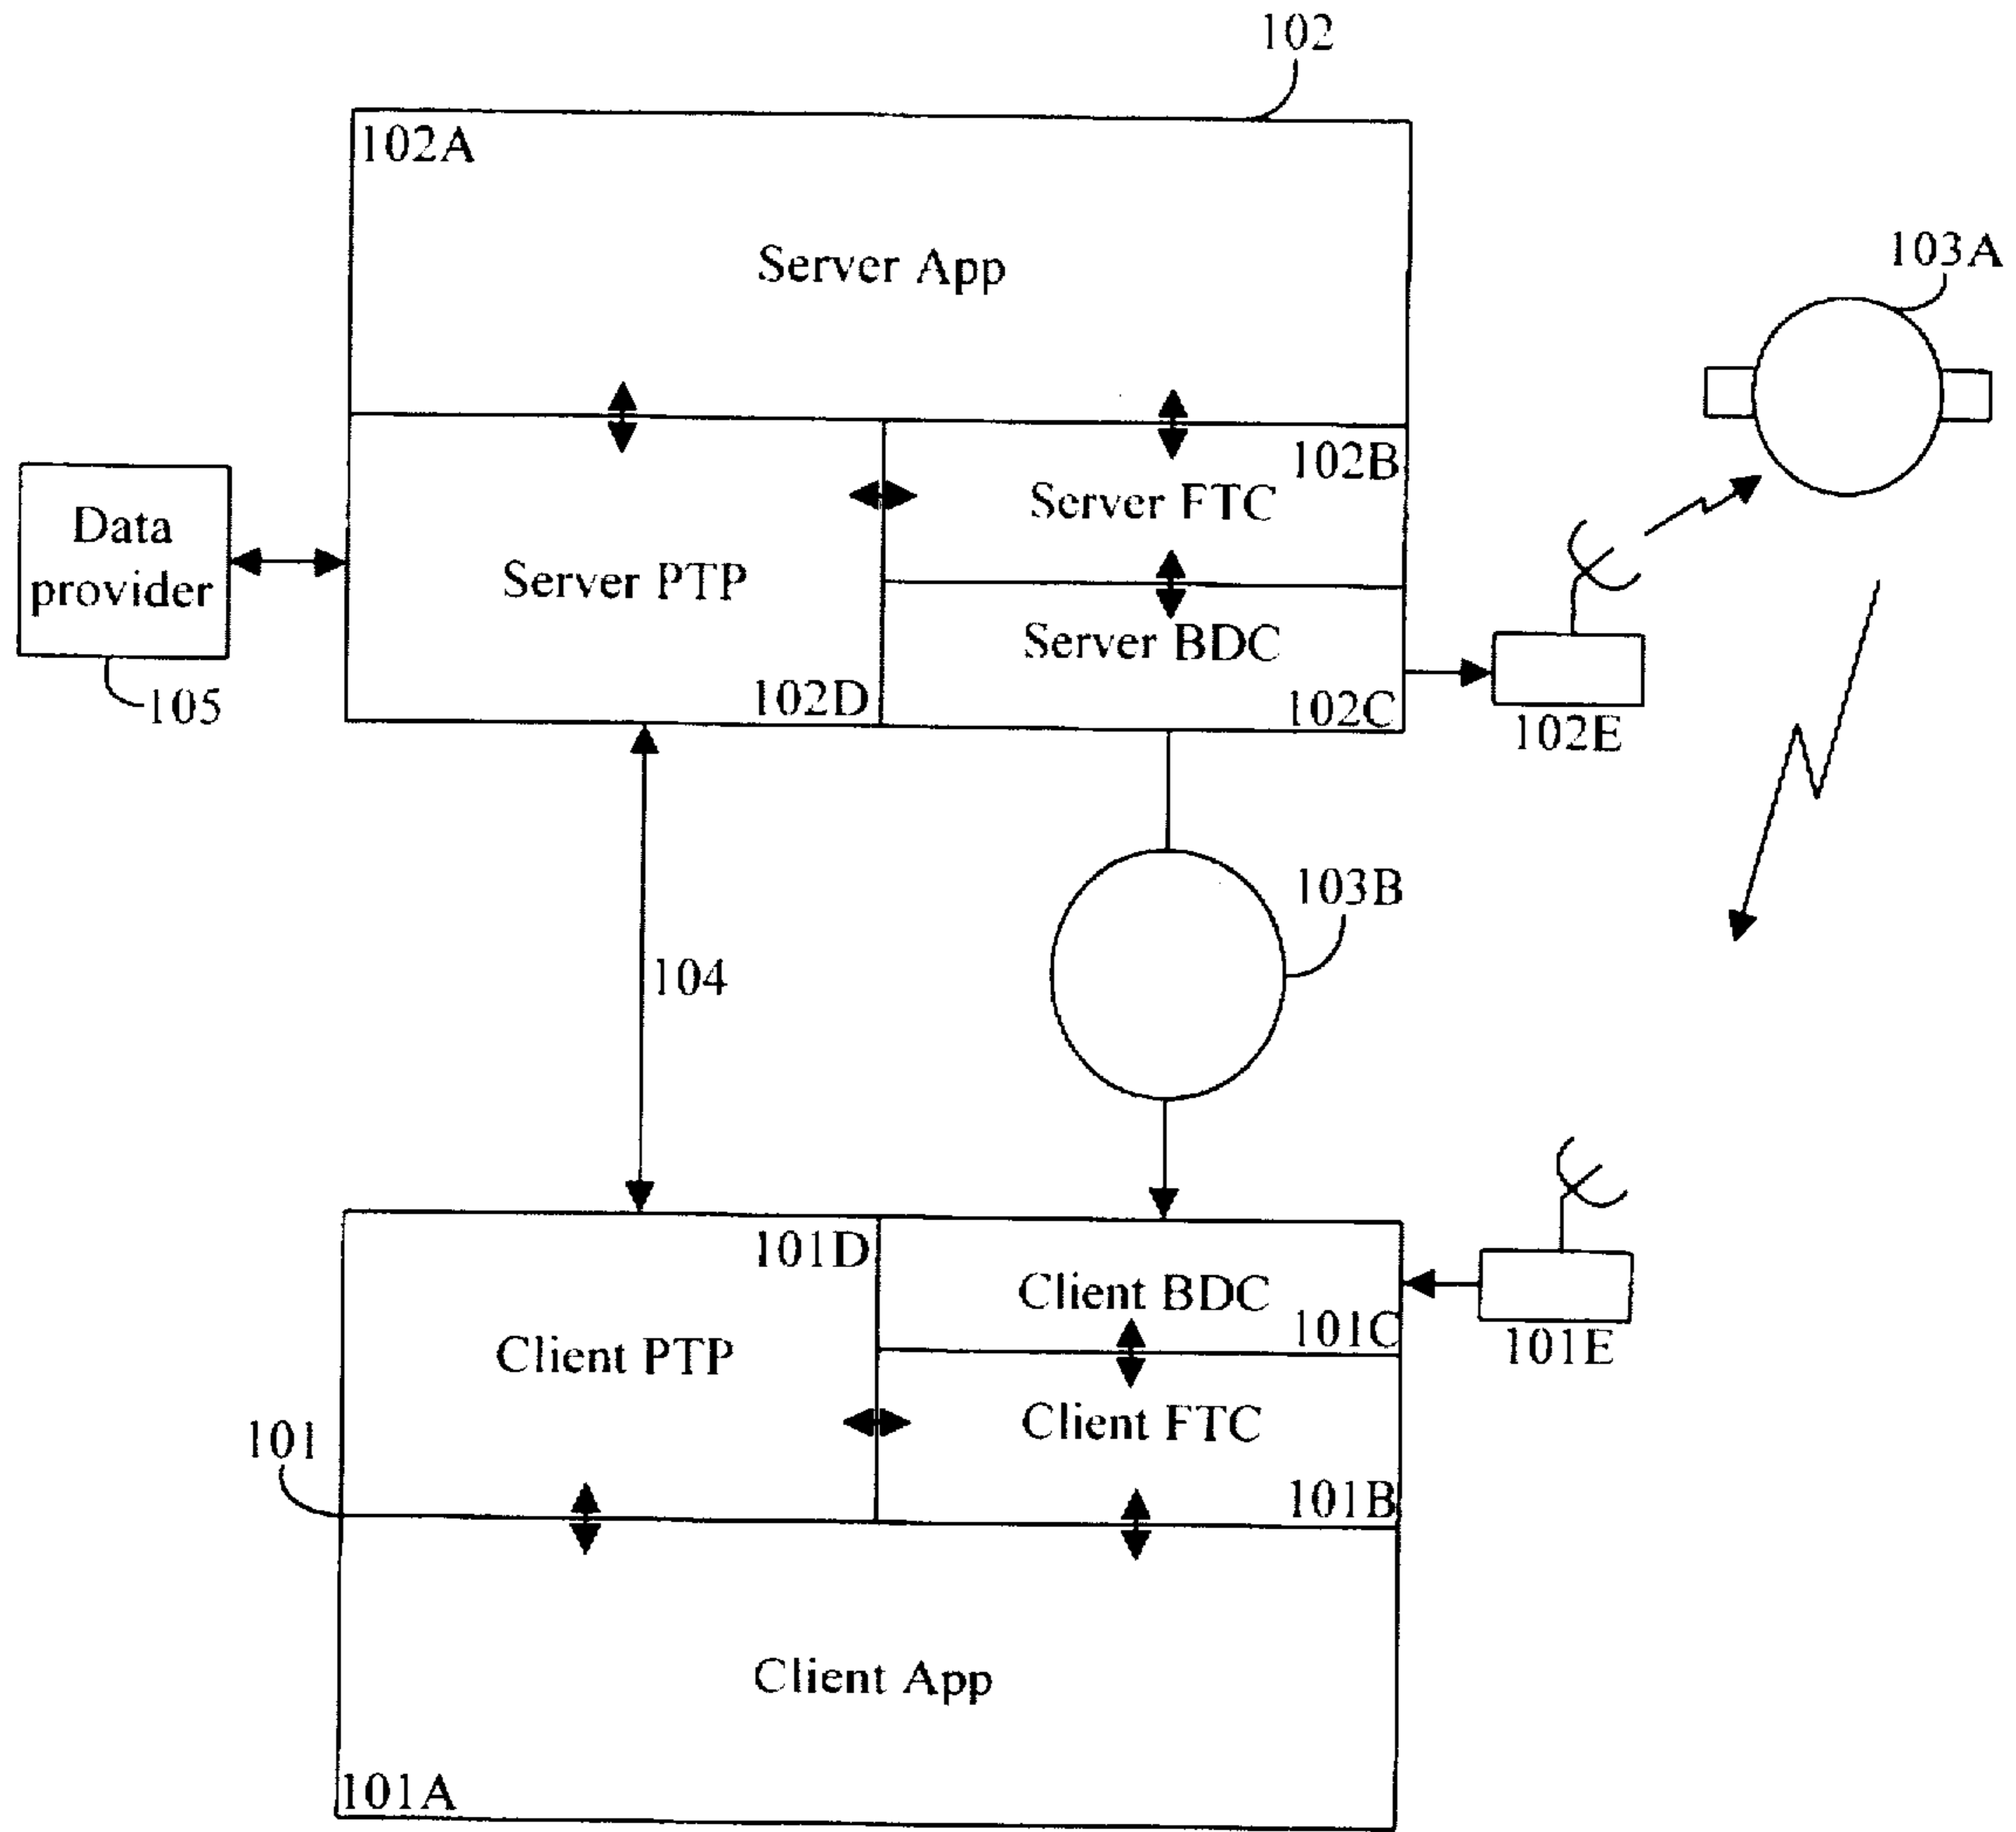 102
102A
Server App
103A
102B
Server FTC
Data
provider
Server PTP
Server BDC
102D
102C
105
102E
103B
104
101D
Client BDC
101C
101E
Client PTP
Client FTC
101
101B
Client App
101A